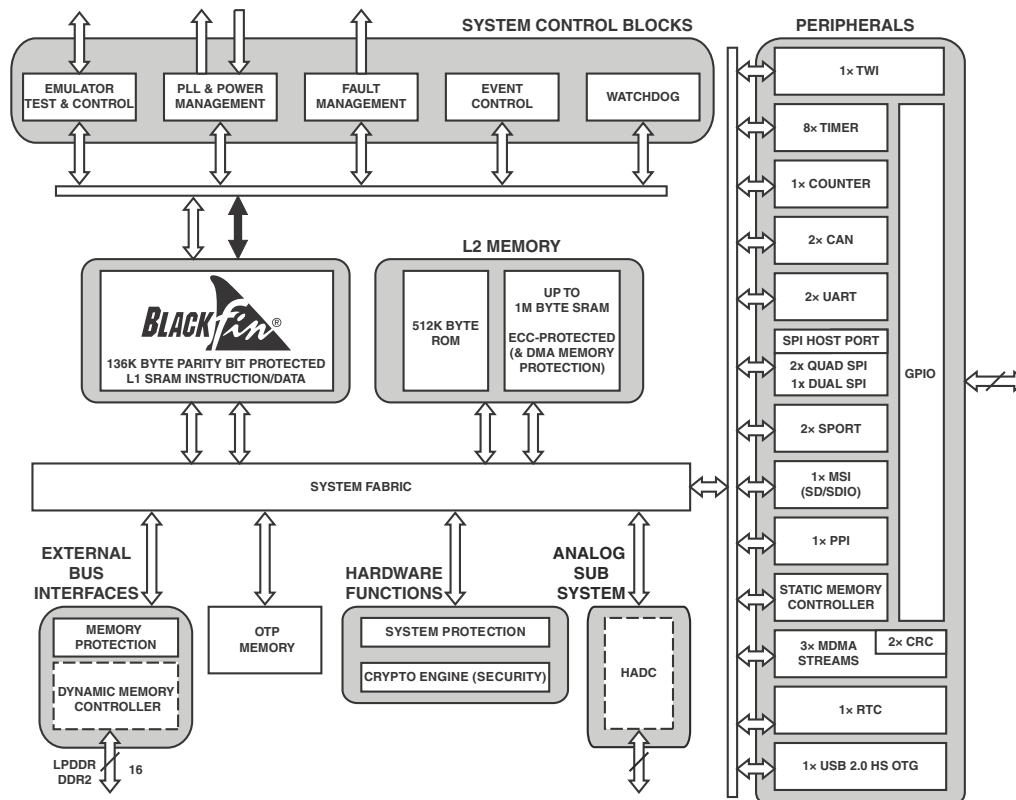 SYSTEM CONTROL BLOCKS
EMULATOR
TEST & CONTROL
PLL & POWER
MANAGEMENT
FAULT
MANAGEMENT
EVENT
CONTROL
WATCHDOG
L2 MEMORY
BLACKfin®
136K BYTE PARITY BIT PROTECTED
L1 SRAM INSTRUCTION/DATA
512K BYTE
ROM
UP TO
1M BYTE SRAM
ECC-PROTECTED
(& DMA MEMORY
PROTECTION)
SYSTEM FABRIC
EXTERNAL
BUS
INTERFACES
MEMORY
PROTECTION
DYNAMIC MEMORY
CONTROLLER
LPDDR
DDR2
16
OTP
MEMORY
HARDWARE
FUNCTIONS
SYSTEM PROTECTION
CRYPTO ENGINE (SECURITY)
ANALOG
SUB
SYSTEM
HADC
PERIPHERALS
1× TWI
8× TIMER
1× COUNTER
2× CAN
2× UART
SPI HOST PORT
2x QUAD SPI
1x DUAL SPI
2× SPORT
1× MSI
(SD/SDIO)
1× PPI
STATIC MEMORY
CONTROLLER
GPIO
3× MDMA
STREAMS
2× CRC
1× RTC
1× USB 2.0 HS OTG